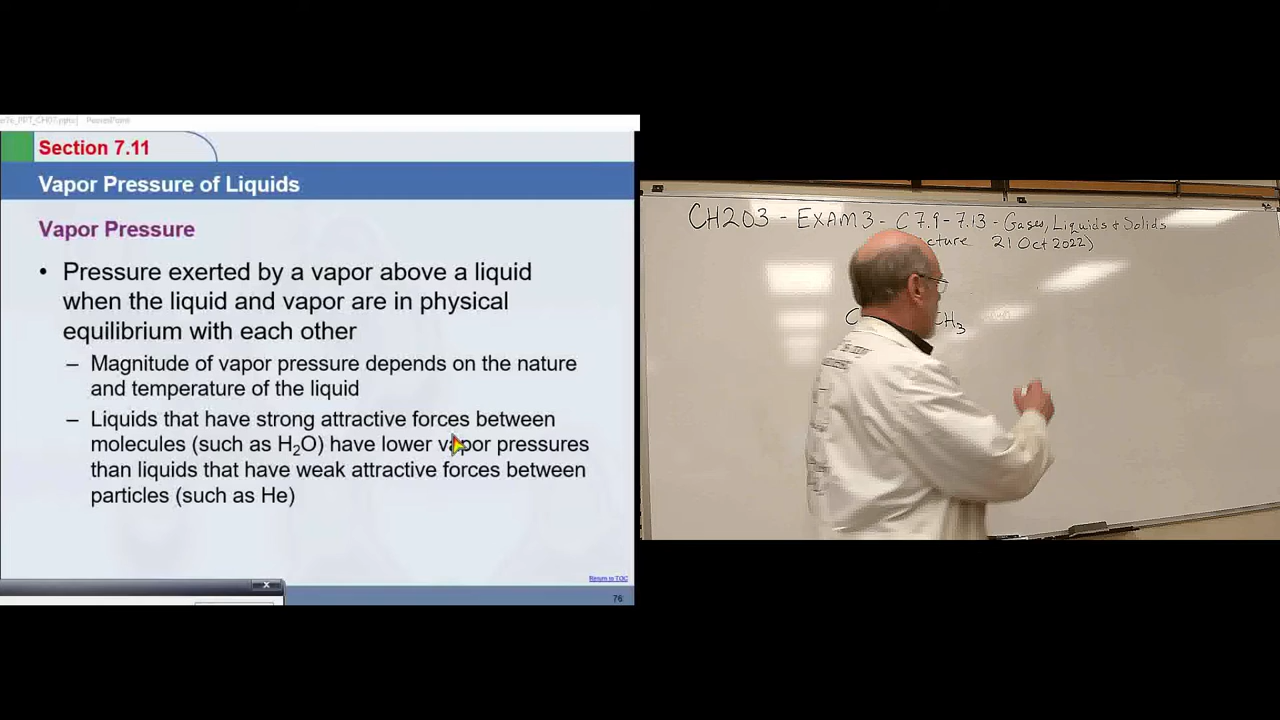 Section 7.11
Vapor Pressure of Liquids
Vapor Pressure
• Pressure exerted by a vapor above a liquid
when the liquid and vapor are in physical
equilibrium with each other
– Magnitude of vapor pressure depends on the nature
and temperature of the liquid
– Liquids that have strong attractive forces between
molecules (such as H₂O) have lower vapor pressures
than liquids that have weak attractive forces between
particles (such as He)
Return to TOC
76
CH203 - EXAM 3 - C 7.9 - 7.13 - Gases, Liquids & Solids
21 Oct 2022)
CH₃